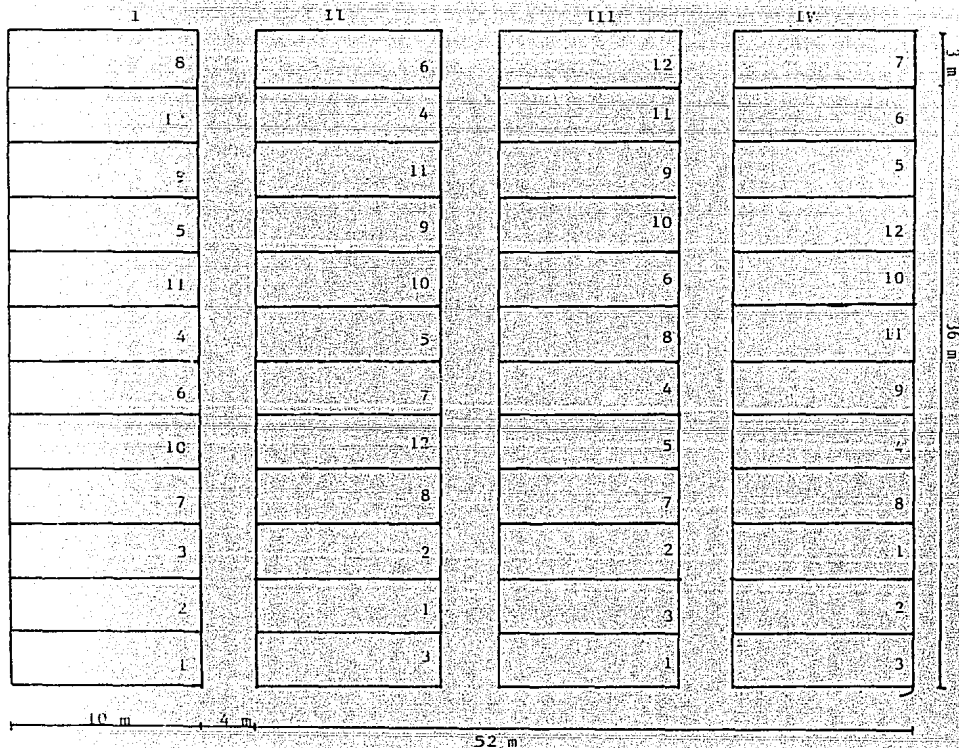 I II III IV
8 6 12 7
3 m
4 11 6
11 9 5
5 9 10 12
11 10 6 10
4 5 8 11
36 m
6 7 4 9
10 12 5
7 8 7 8
3 2 2 1
2 1 3 2
1 3 1 3
10 m 4 m
52 m